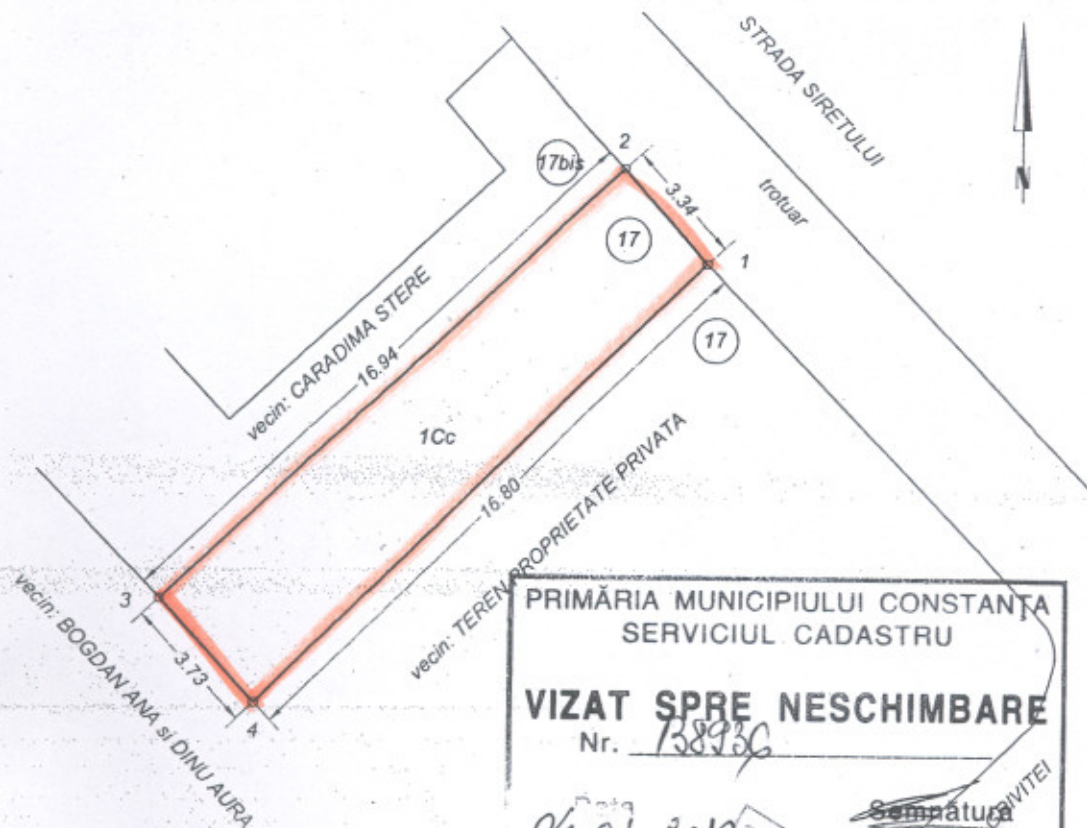 STRADA SIRETULUI
trotuar
2
17bis
3.34
17
1
17
vecin: CARADIMA STERE
16.94
1Cc
16.80
vecin: TEREN PROPRIETATE PRIVATA
3
3.73
4
vecin: BOGDAN ANA si DINU AURA
N
PRIMĂRIA MUNICIPIULUI CONSTANȚA
SERVICIUL CADASTRU
VIZAT SPRE NESCHIMBARE
Nr. 138936
Data
Semnătura